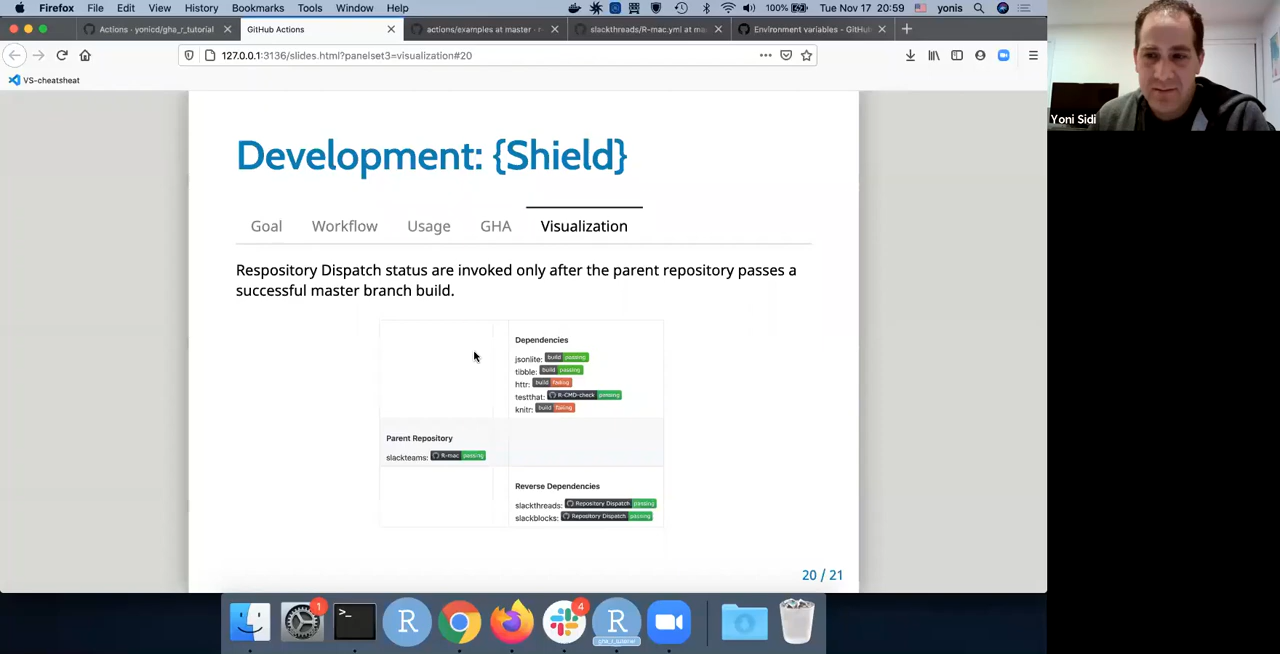 Firefox File Edit View History Bookmarks Tools Window Help 100% Tue Nov 17 20:59 yonis
Actions · yonicd/gha_r_tutorial GitHub Actions actions/examples at master · r- slackthreads/R-mac.yml at ma Environment variables - GitHub
127.0.0.1:3136/slides.html?panelset3=visualization#20
VS-cheatsheat
Yoni Sidi
Development: {Shield}
Goal Workflow Usage GHA Visualization
Respository Dispatch status are invoked only after the parent repository passes a
successful master branch build.
Dependencies
jsonlite: build passing
tibble: build passing
httr: build failing
testthat: R-CMD-check passing
knitr: build failing
Parent Repository
slackteams: R-mac passing
Reverse Dependencies
slackthreads: Repository Dispatch passing
slackblocks: Repository Dispatch passing
20 / 21
1
4
>_
R
R
gha_r_tutorial